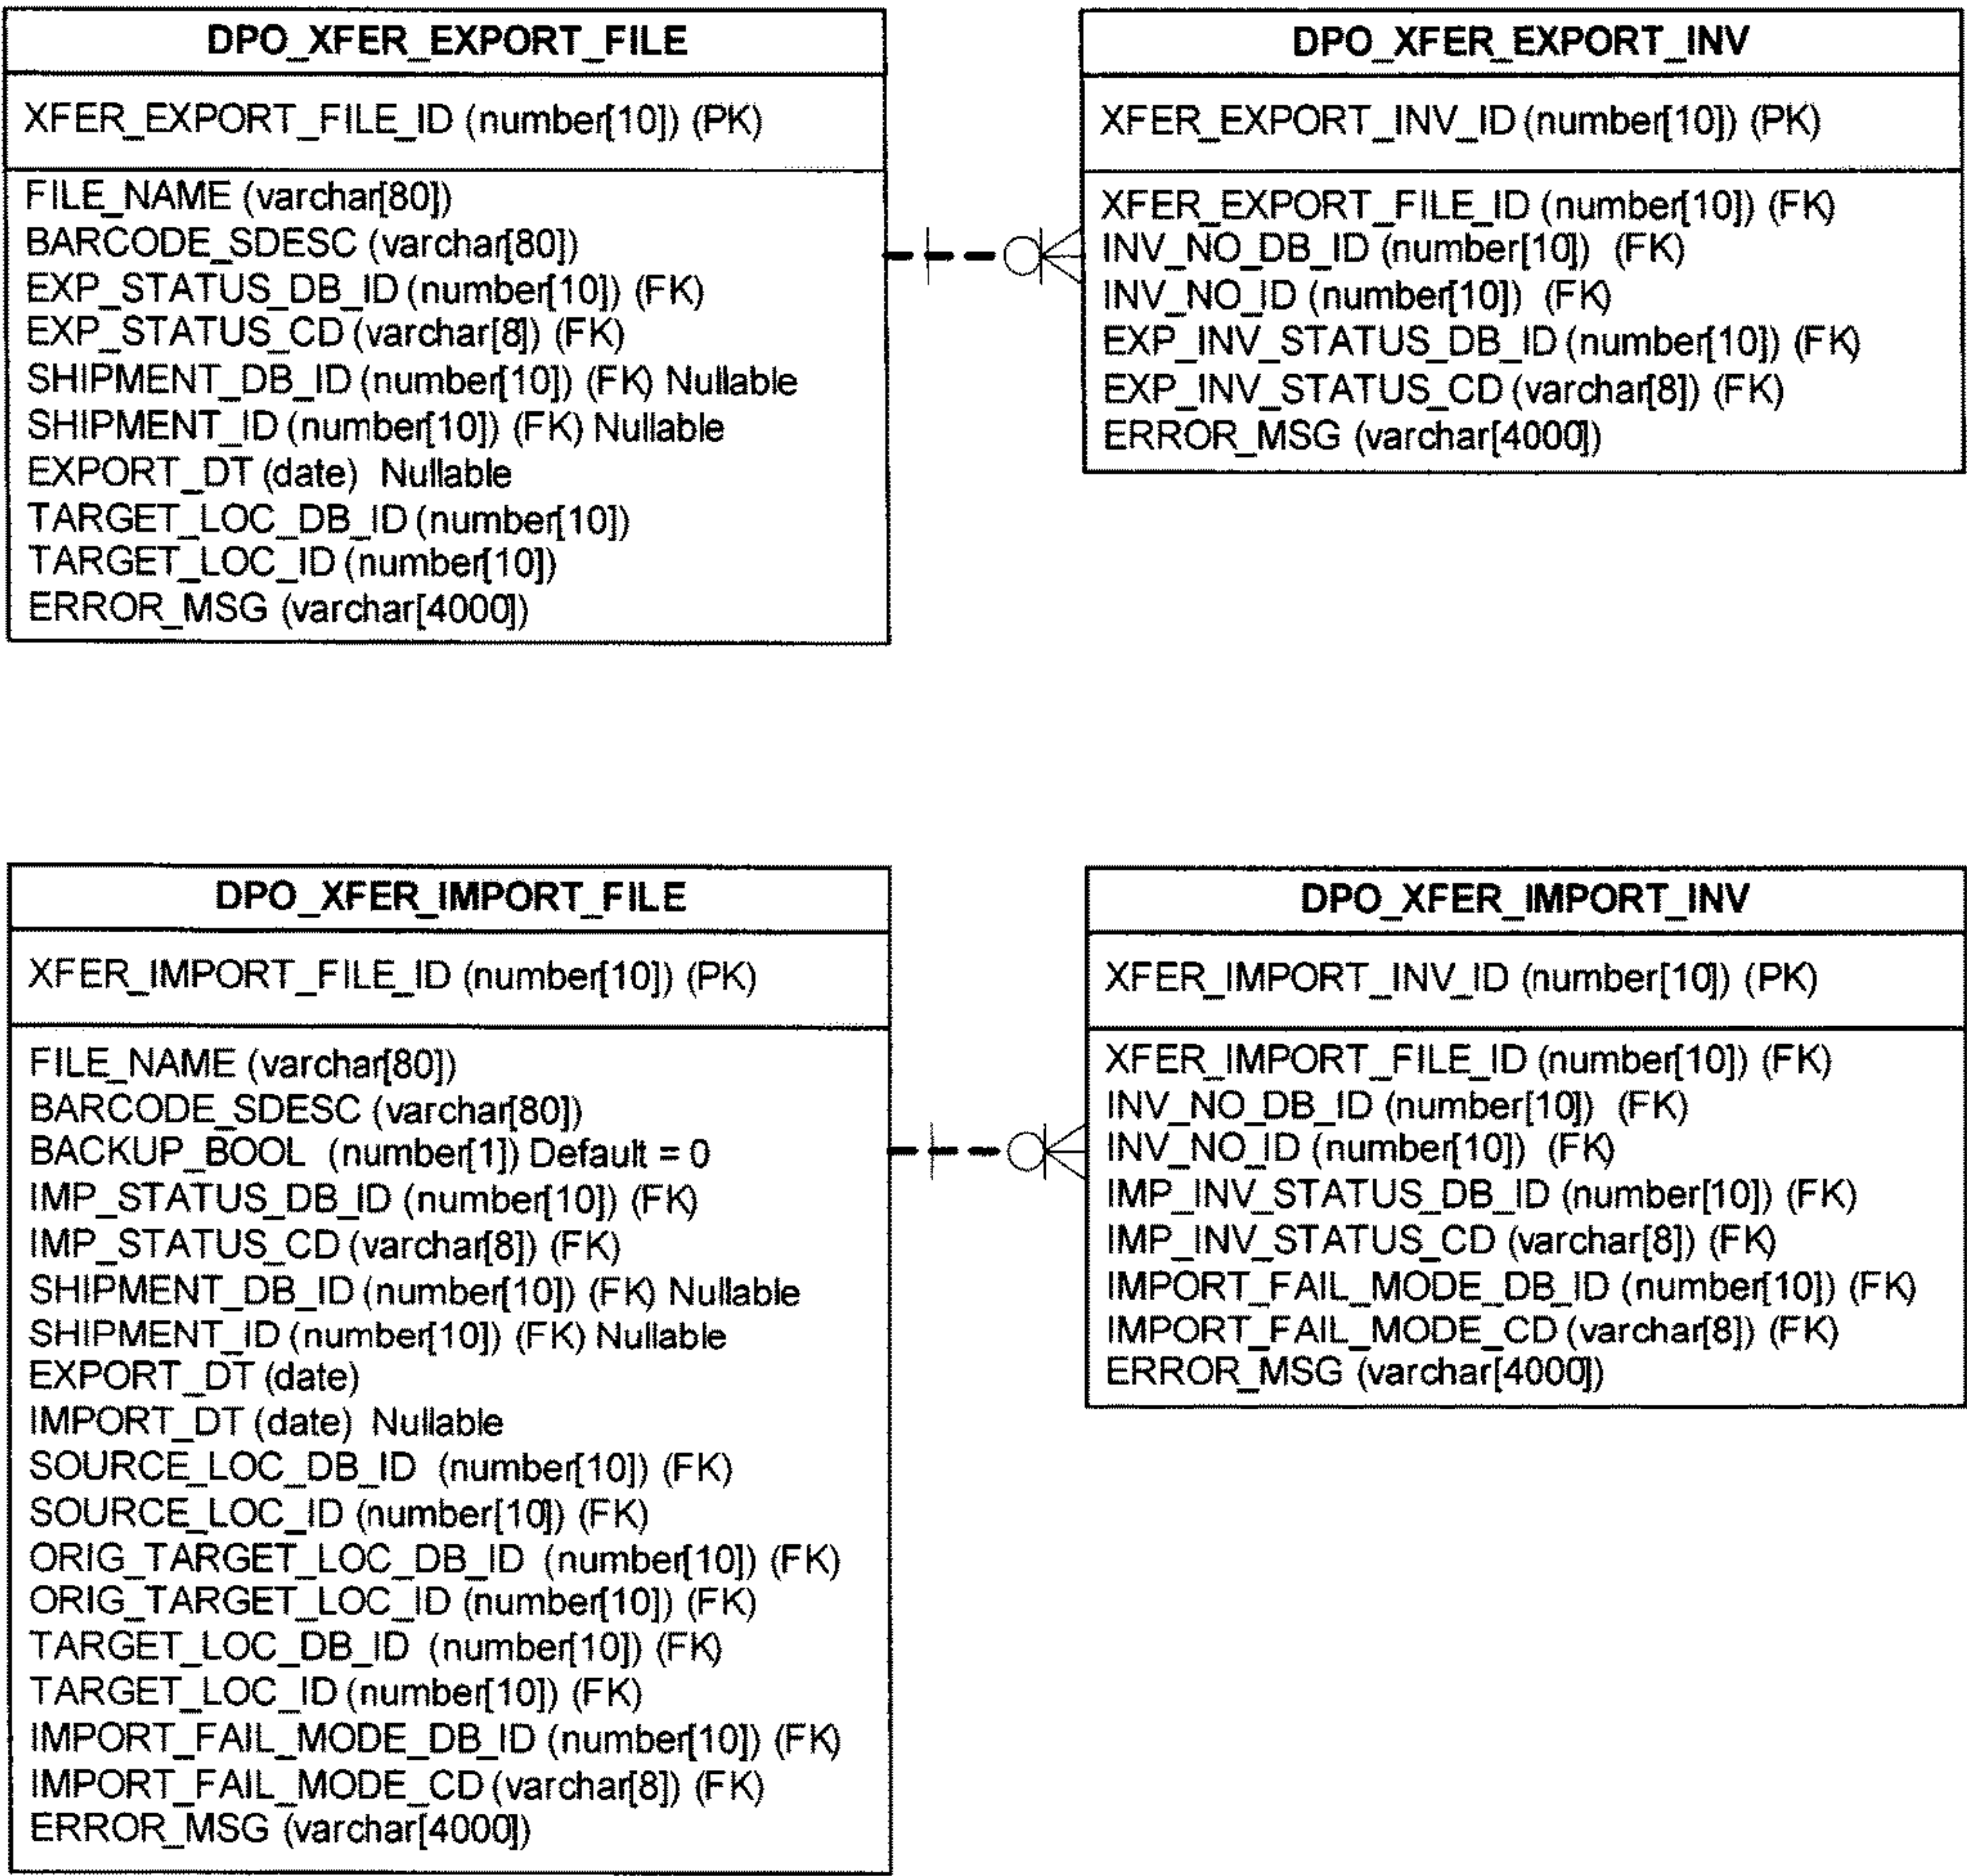 DPO_XFER_EXPORT_FILE
XFER_EXPORT_FILE_ID (number[10]) (PK)
FILE_NAME (varchar[80])
BARCODE_SDESC (varchar[80])
EXP_STATUS_DB_ID (number[10]) (FK)
EXP_STATUS_CD (varchar[8]) (FK)
SHIPMENT_DB_ID (number[10]) (FK) Nullable
SHIPMENT_ID (number[10]) (FK) Nullable
EXPORT_DT (date) Nullable
TARGET_LOC_DB_ID (number[10])
TARGET_LOC_ID (number[10])
ERROR_MSG (varchar[4000])
DPO_XFER_EXPORT_INV
XFER_EXPORT_INV_ID (number[10]) (PK)
XFER_EXPORT_FILE_ID (number[10]) (FK)
INV_NO_DB_ID (number[10]) (FK)
INV_NO_ID (number[10]) (FK)
EXP_INV_STATUS_DB_ID (number[10]) (FK)
EXP_INV_STATUS_CD (varchar[8]) (FK)
ERROR_MSG (varchar[4000])
DPO_XFER_IMPORT_FILE
XFER_IMPORT_FILE_ID (number[10]) (PK)
FILE_NAME (varchar[80])
BARCODE_SDESC (varchar[80])
BACKUP_BOOL (number[1]) Default = 0
IMP_STATUS_DB_ID (number[10]) (FK)
IMP_STATUS_CD (varchar[8]) (FK)
SHIPMENT_DB_ID (number[10]) (FK) Nullable
SHIPMENT_ID (number[10]) (FK) Nullable
EXPORT_DT (date)
IMPORT_DT (date) Nullable
SOURCE_LOC_DB_ID (number[10]) (FK)
SOURCE_LOC_ID (number[10]) (FK)
ORIG_TARGET_LOC_DB_ID (number[10]) (FK)
ORIG_TARGET_LOC_ID (number[10]) (FK)
TARGET_LOC_DB_ID (number[10]) (FK)
TARGET_LOC_ID (number[10]) (FK)
IMPORT_FAIL_MODE_DB_ID (number[10]) (FK)
IMPORT_FAIL_MODE_CD (varchar[8]) (FK)
ERROR_MSG (varchar[4000])
DPO_XFER_IMPORT_INV
XFER_IMPORT_INV_ID (number[10]) (PK)
XFER_IMPORT_FILE_ID (number[10]) (FK)
INV_NO_DB_ID (number[10]) (FK)
INV_NO_ID (number[10]) (FK)
IMP_INV_STATUS_DB_ID (number[10]) (FK)
IMP_INV_STATUS_CD (varchar[8]) (FK)
IMPORT_FAIL_MODE_DB_ID (number[10]) (FK)
IMPORT_FAIL_MODE_CD (varchar[8]) (FK)
ERROR_MSG (varchar[4000])